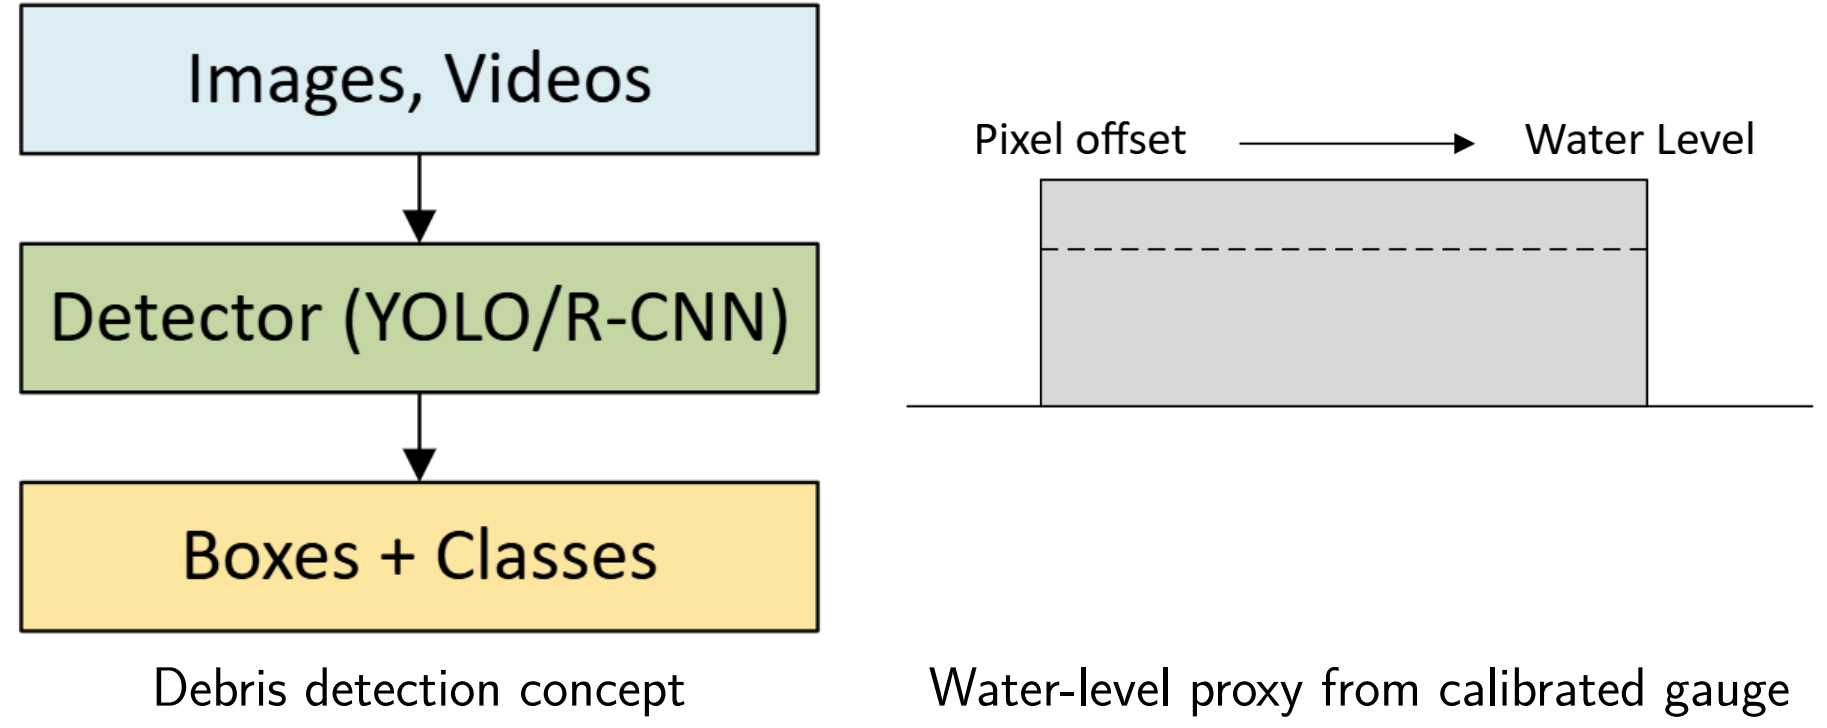 Images, Videos
Detector (YOLO/R-CNN)
Boxes + Classes
Debris detection concept
Pixel offset
Water Level
Water-level proxy from calibrated gauge